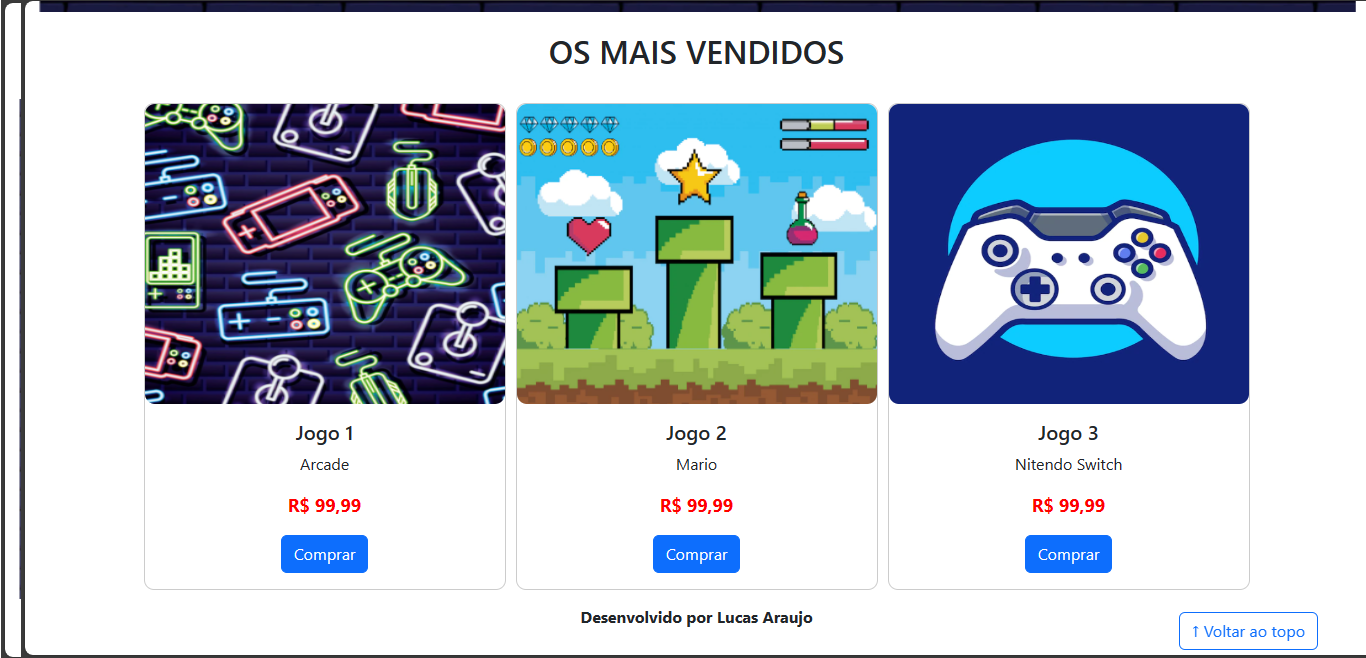 OS MAIS VENDIDOS
Jogo 1
Arcade
R$ 99,99
Comprar
Jogo 2
Mario
R$ 99,99
Comprar
Jogo 3
Nitendo Switch
R$ 99,99
Comprar
Desenvolvido por Lucas Araujo
↑ Voltar ao topo